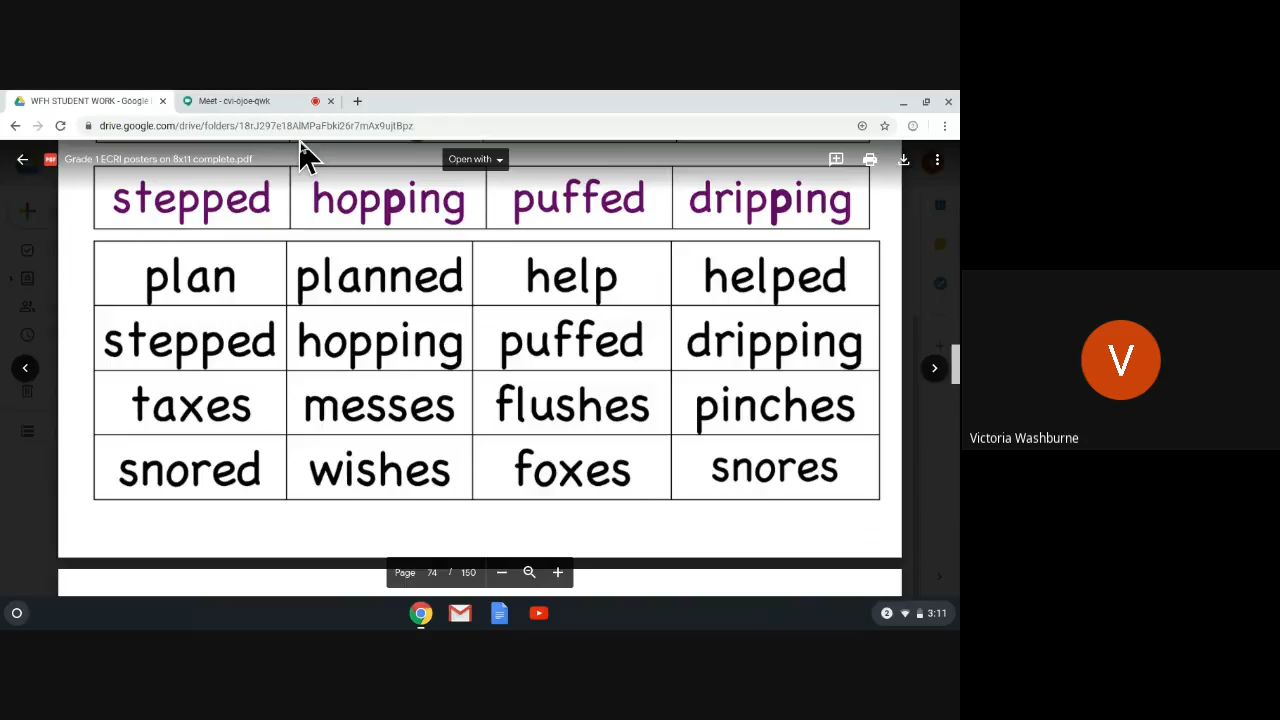 WFH STUDENT WORK - Google
Meet - cvi-ojoe-qwk
drive.google.com/drive/folders/18rJ297e18AlMPaFbki26r7mAx9ujtBpz
Grade 1 ECRI posters on 8x11 complete.pdf
Open with
stepped hopping puffed dripping
plan planned help helped
stepped hopping puffed dripping
taxes messes flushes pinches
snored wishes foxes snores
Page 74 / 150
2 3:11
V
Victoria Washburne